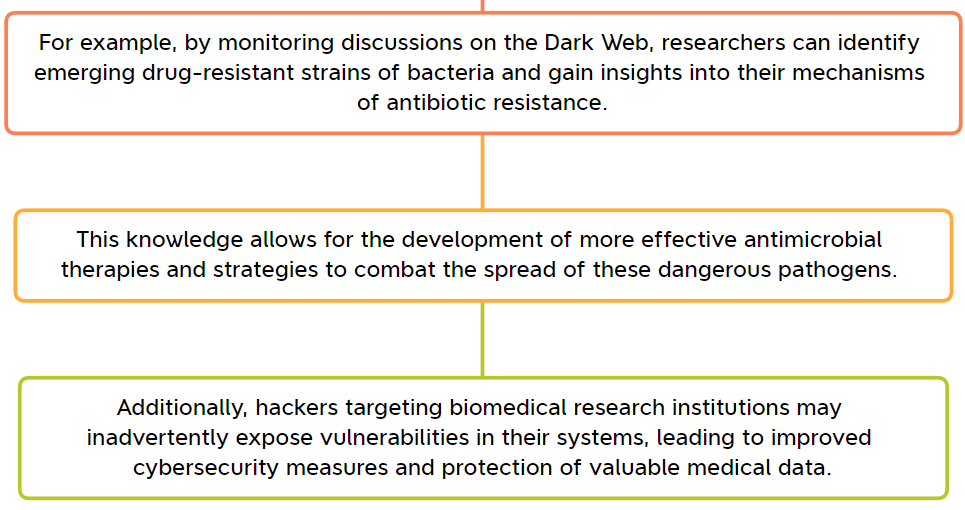 For example, by monitoring discussions on the Dark Web, researchers can identify
emerging drug-resistant strains of bacteria and gain insights into their mechanisms
of antibiotic resistance.
This knowledge allows for the development of more effective antimicrobial
therapies and strategies to combat the spread of these dangerous pathogens.
Additionally, hackers targeting biomedical research institutions may
inadvertently expose vulnerabilities in their systems, leading to improved
cybersecurity measures and protection of valuable medical data.